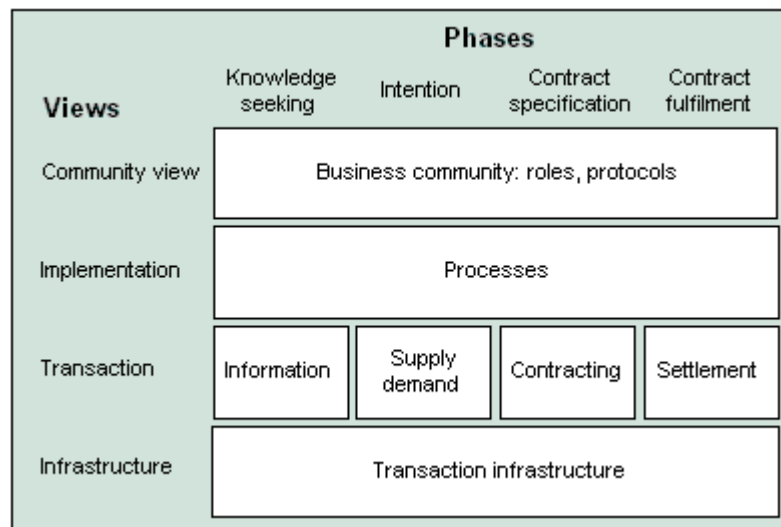 Phases
Knowledge seeking
Intention
Contract specification
Contract fulfilment
Views
Community view
Business community: roles, protocols
Implementation
Processes
Transaction
Information
Supply demand
Contracting
Settlement
Infrastructure
Transaction infrastructure